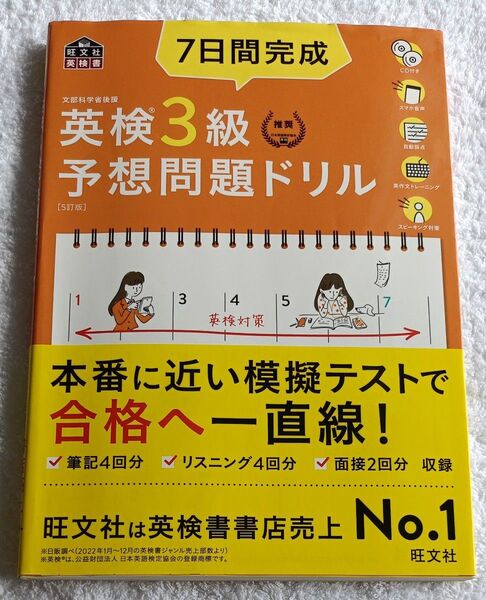 旺文社
英検書
7日間完成
CD付き
スマホ音声
自動採点
英作文トレーニング
スピーキング対策
文部科学省後援
英検®3級
推奨
予想問題ドリル
[5訂版]
1 3 4 5 7
英検対策
本番に近い模擬テストで
合格へ一直線!
筆記4回分 リスニング4回分 面接2回分 収録
旺文社は英検書書店売上 No.1
※日販調べ(2022年1月〜12月の英検書ジャンル売上部数より)
※英検®は、公益財団法人 日本英語検定協会の登録商標です。
旺文社